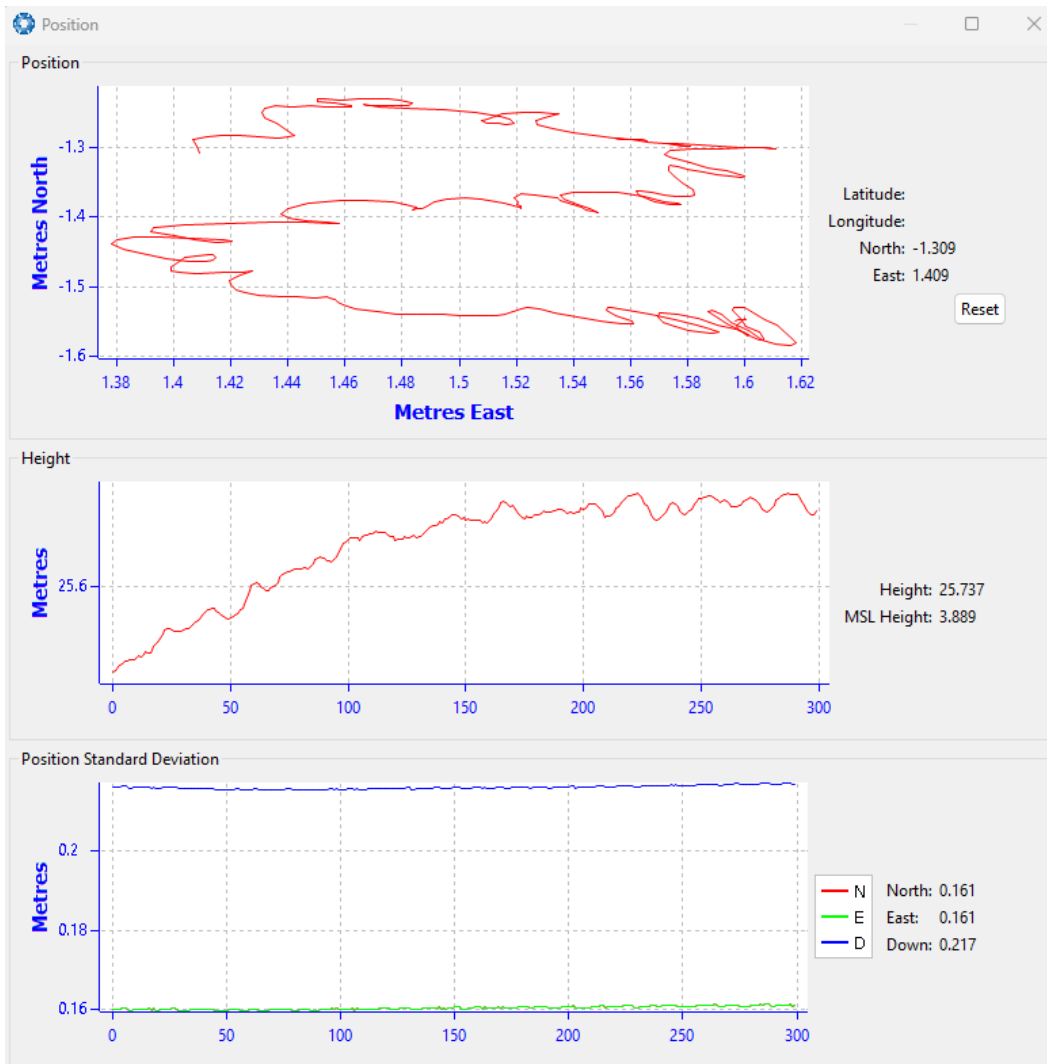 Position
Position
Metres North
-1.3
-1.4
-1.5
-1.6
1.38 1.4 1.42 1.44 1.46 1.48 1.5 1.52 1.54 1.56 1.58 1.6 1.62
Metres East
Latitude:
Longitude:
North: -1.309
East: 1.409
Reset
Height
Metres
25.6
0 50 100 150 200 250 300
Height: 25.737
MSL Height: 3.889
Position Standard Deviation
Metres
0.2
0.18
0.16
0 50 100 150 200 250 300
N North: 0.161
E East: 0.161
D Down: 0.217